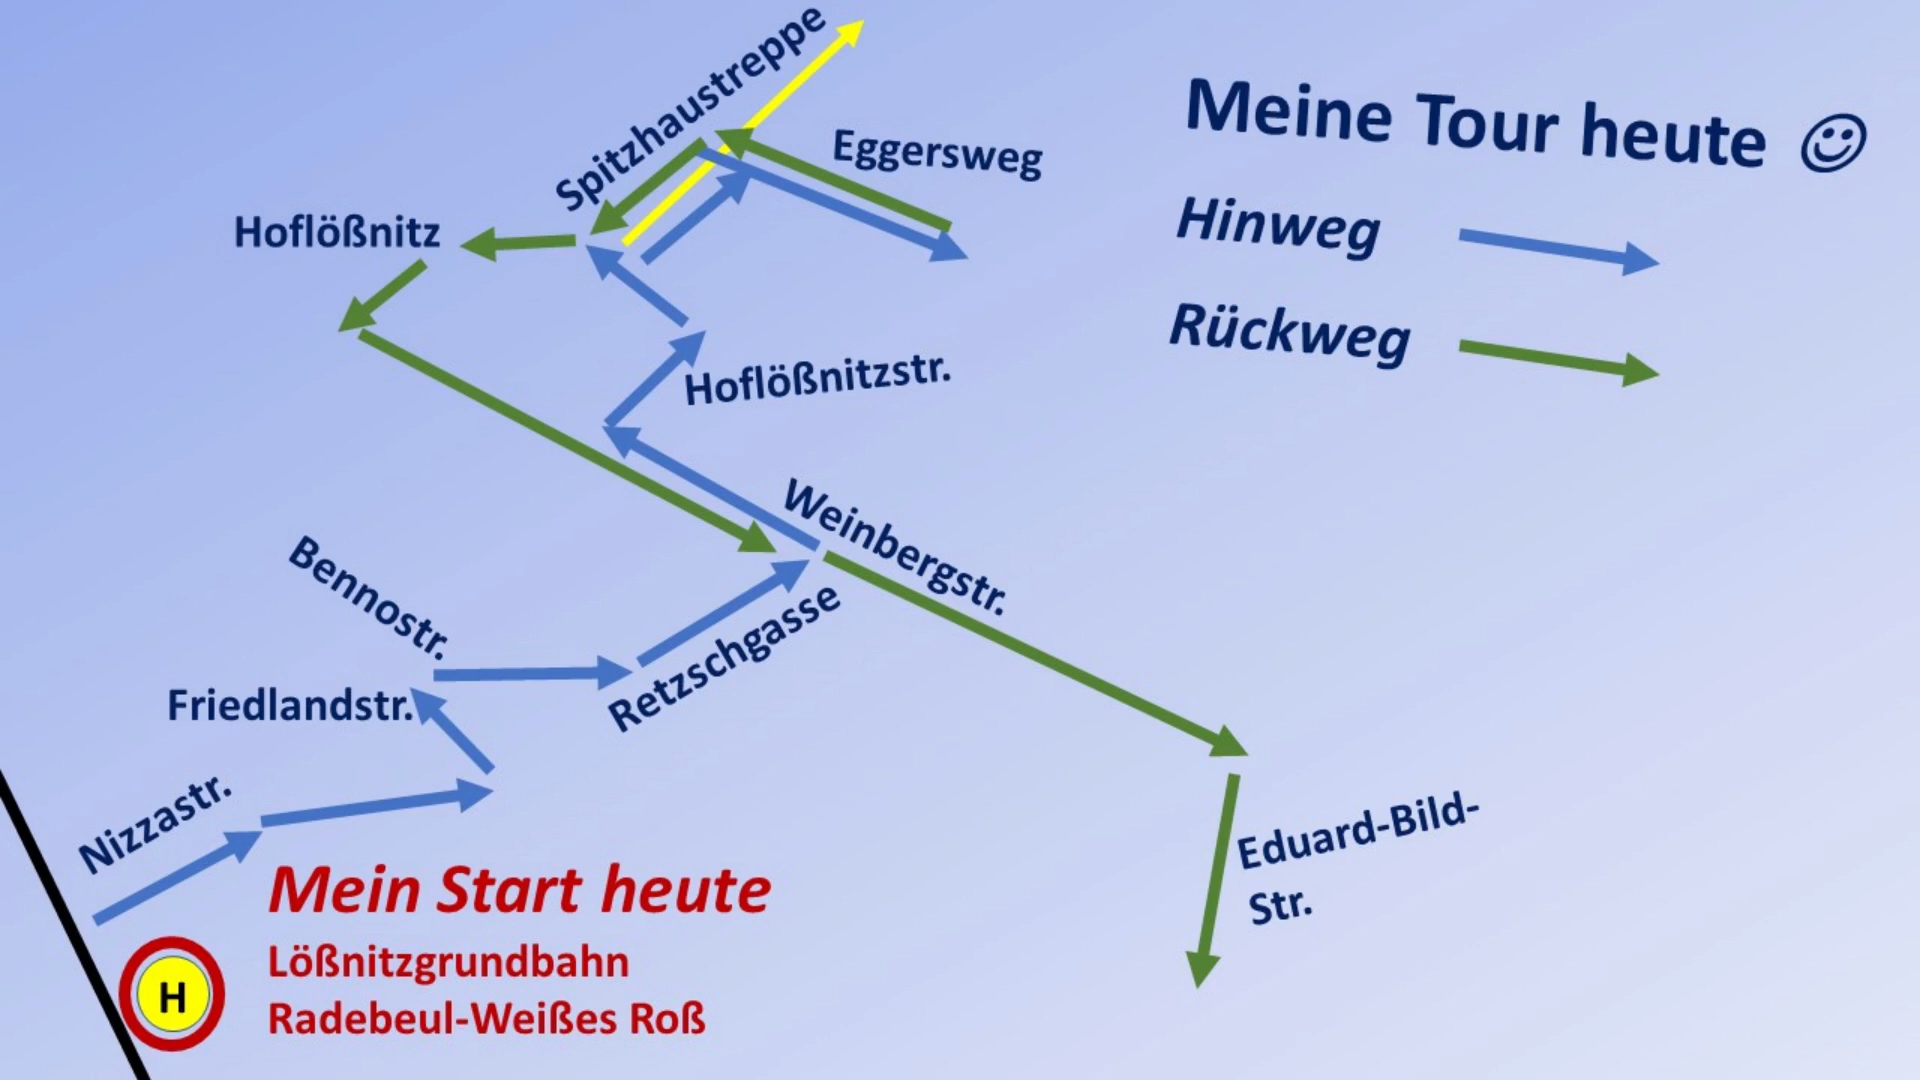 Spitzhaustreppe
Eggersweg
Meine Tour heute ☺
Hinweg
Rückweg
Hoflößnitz
Hoflößnitzstr.
Weinbergstr.
Bennostr.
Retzschgasse
Friedlandstr.
Nizzastr.
Eduard-Bild-
Str.
Mein Start heute
Lößnitzgrundbahn
Radebeul-Weißes Roß
H